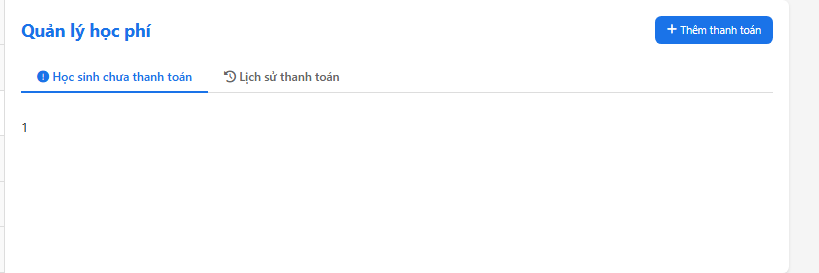 Quản lý học phí
+ Thêm thanh toán
Học sinh chưa thanh toán
Lịch sử thanh toán
1